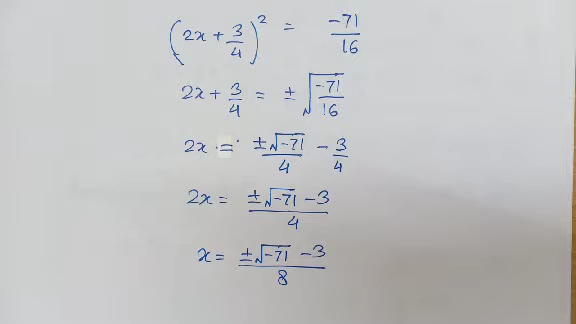 (2x + 3/4)² = -71/16
2x + 3/4 = ± √(-71/16)
2x = ±√-71/4 - 3/4
2x = ±√-71 - 3/4
x = ±√-71 - 3/8